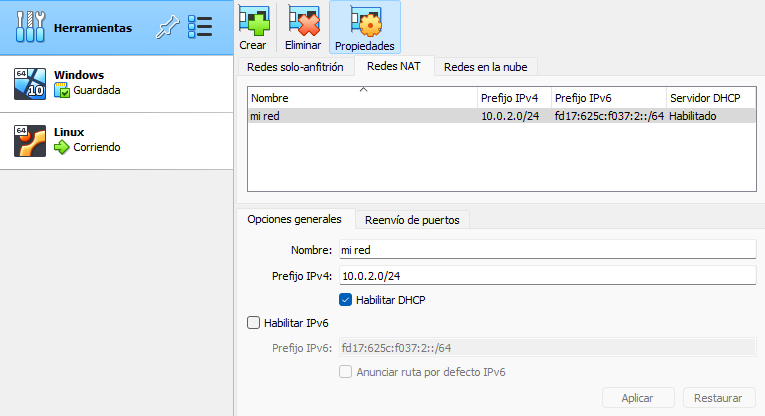 Herramientas
Crear Eliminar Propiedades
64 Windows
10 Guardada
64 Linux
Corriendo
Redes solo-anfitrión Redes NAT Redes en la nube
Nombre Prefijo IPv4 Prefijo IPv6 Servidor DHCP
mi red 10.0.2.0/24 fd17:625c:f037:2::/64 Habilitado
Opciones generales Reenvío de puertos
Nombre: mi red
Prefijo IPv4: 10.0.2.0/24
Habilitar DHCP
Habilitar IPv6
Prefijo IPv6: fd17:625c:f037:2::/64
Anunciar ruta por defecto IPv6
Aplicar Restaurar